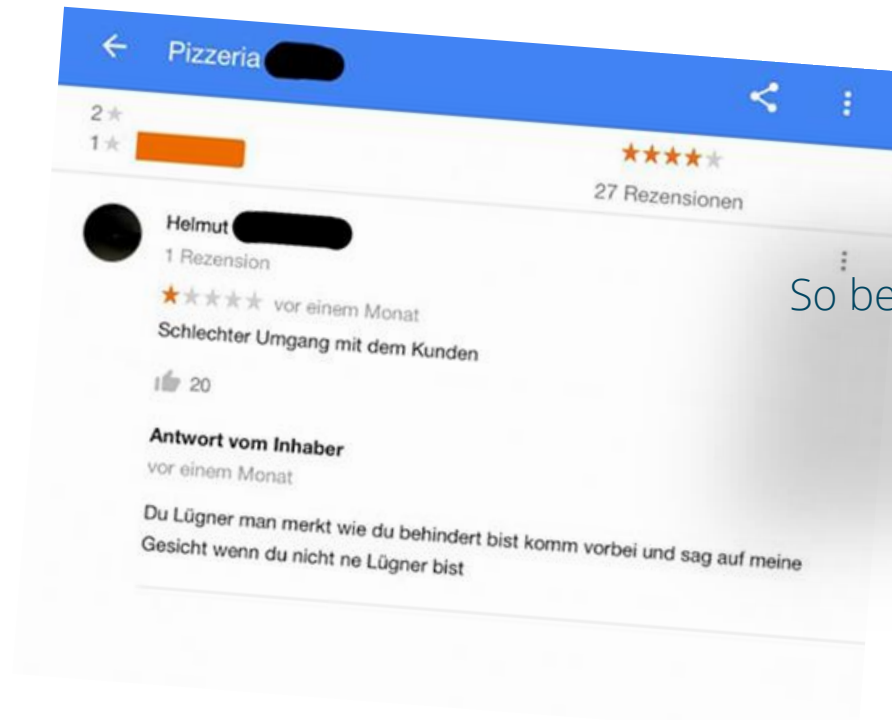 Pizzeria
2
1
27 Rezensionen
Helmut
1 Rezension
vor einem Monat
Schlechter Umgang mit dem Kunden
20
Antwort vom Inhaber
vor einem Monat
Du Lügner man merkt wie du behindert bist komm vorbei und sag auf meine
Gesicht wenn du nicht ne Lügner bist
So be